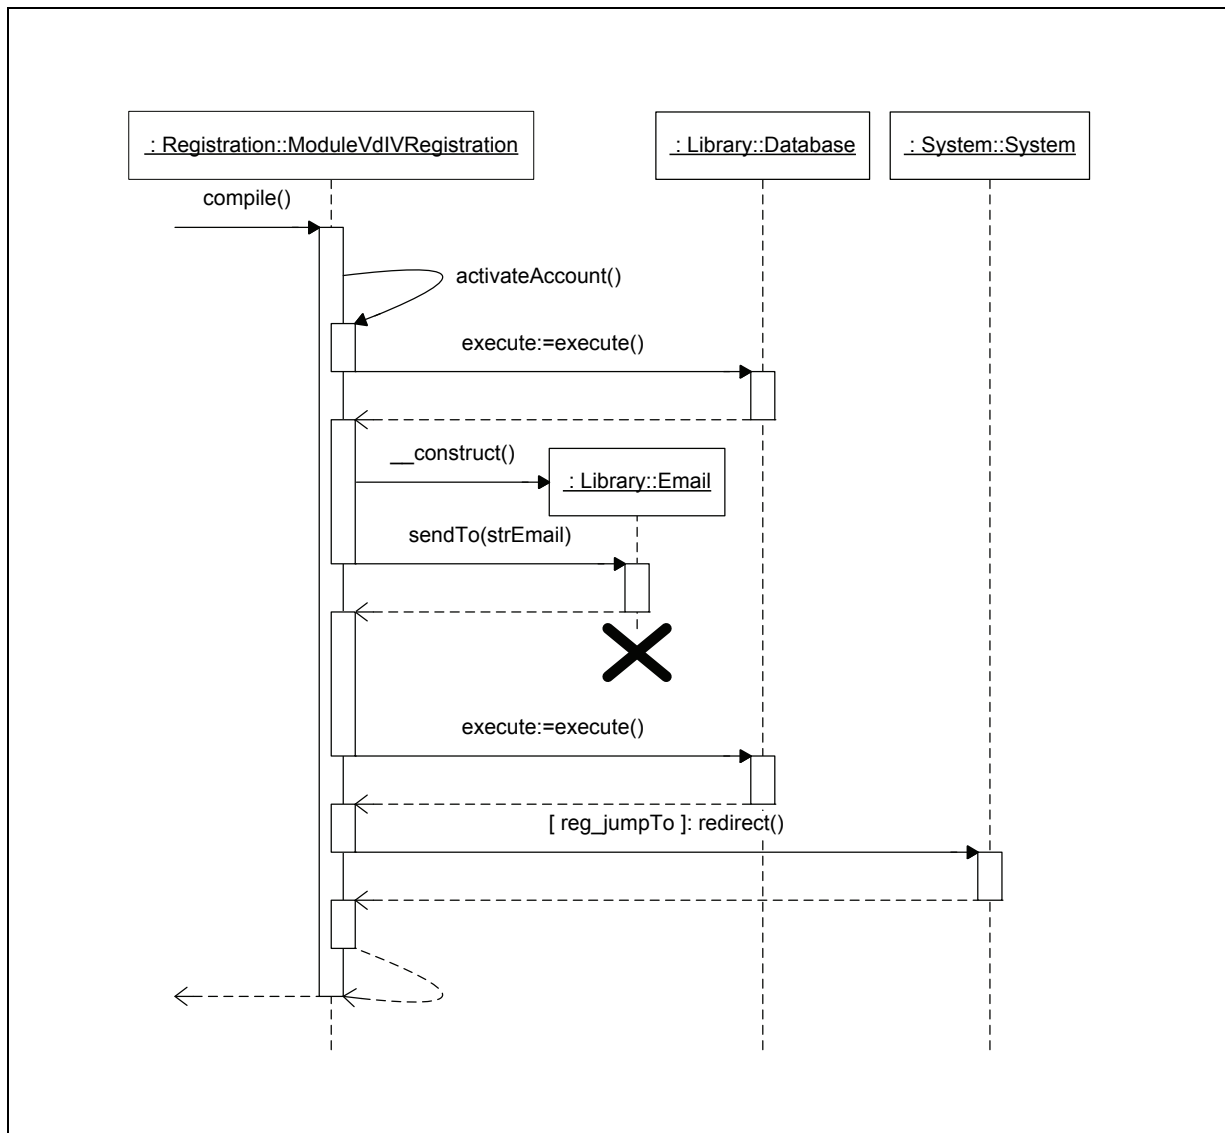 : Registration::ModuleVdIVRegistration
: Library::Database
: System::System
compile()
activateAccount()
execute:=execute()
__construct()
: Library::Email
sendTo(strEmail)
execute:=execute()
[ reg_jumpTo ]: redirect()